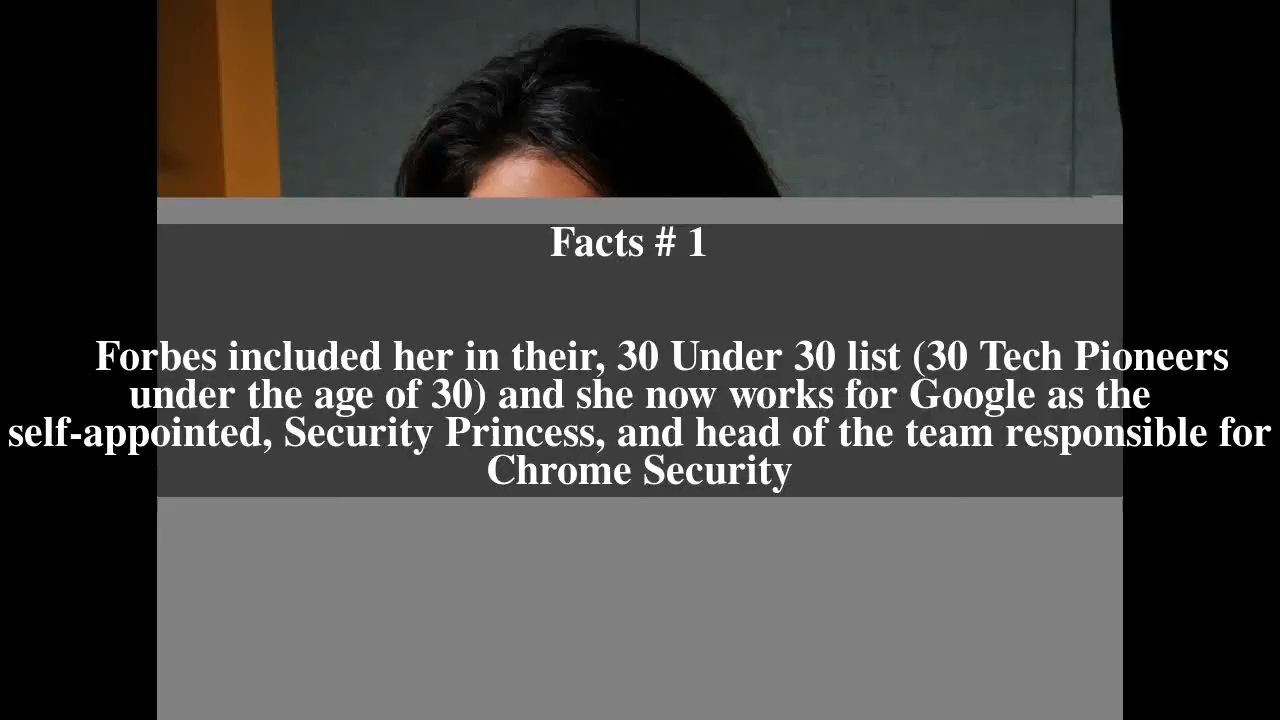 Facts # 1
Forbes included her in their, 30 Under 30 list (30 Tech Pioneers
under the age of 30) and she now works for Google as the
self-appointed, Security Princess, and head of the team responsible for
Chrome Security